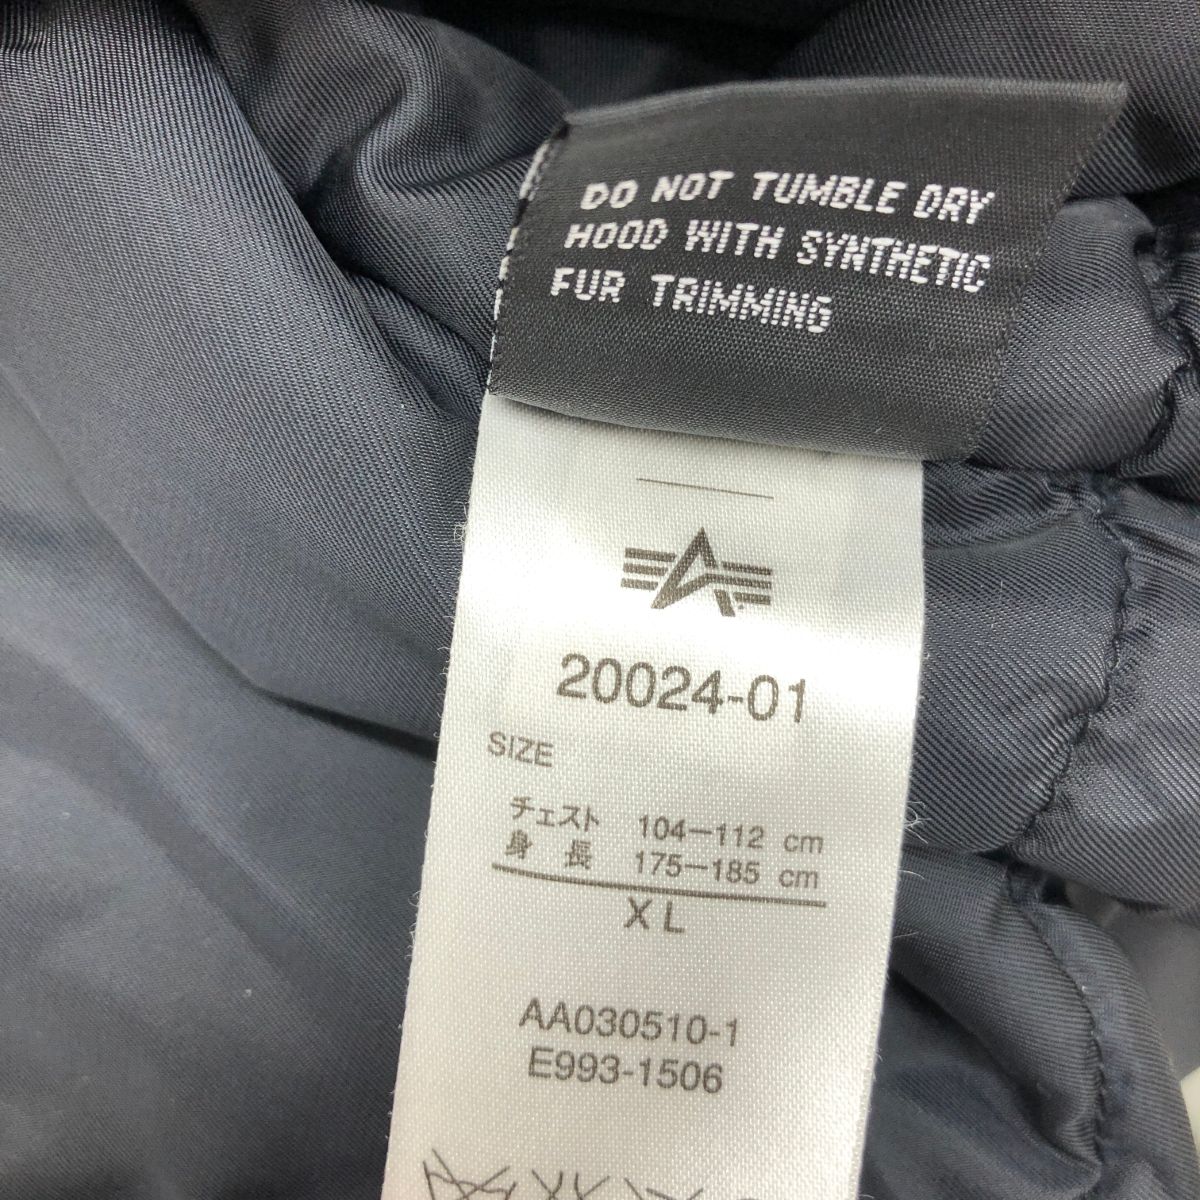 DO NOT TUMBLE DRY
HOOD WITH SYNTHETIC
FUR TRIMMING
20024-01
SIZE
チェスト 104－112 cm
身 長 175－185 cm
XL
AA030510-1
E993-1506